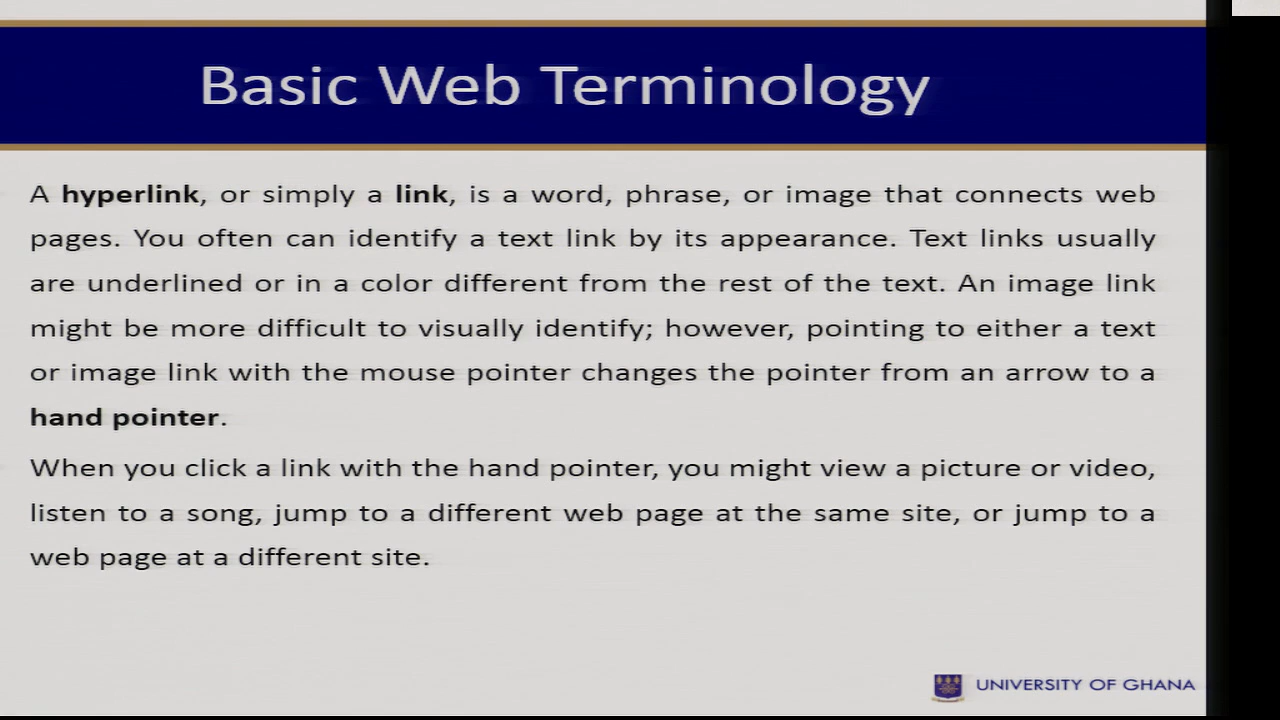 Basic Web Terminology
A hyperlink, or simply a link, is a word, phrase, or image that connects web
pages. You often can identify a text link by its appearance. Text links usually
are underlined or in a color different from the rest of the text. An image link
might be more difficult to visually identify; however, pointing to either a text
or image link with the mouse pointer changes the pointer from an arrow to a
hand pointer.
When you click a link with the hand pointer, you might view a picture or video,
listen to a song, jump to a different web page at the same site, or jump to a
web page at a different site.
UNIVERSITY OF GHANA